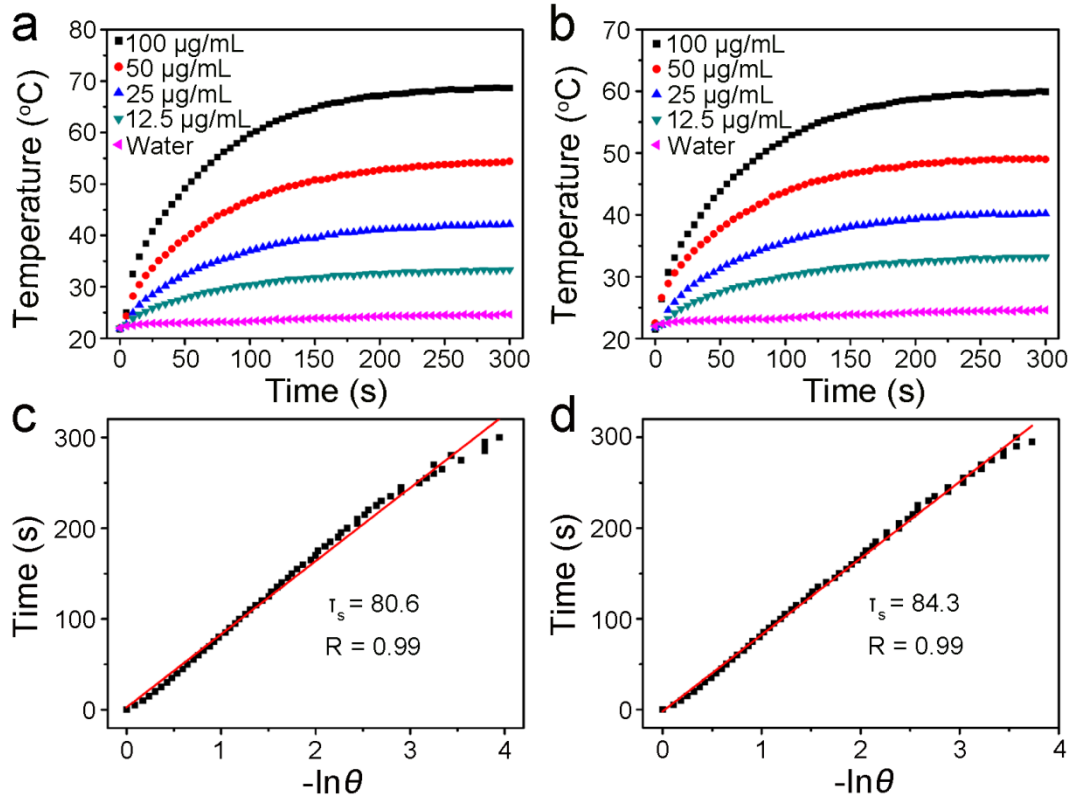 a
80
70
60
50
40
30
20
Temperature (°C)
100 µg/mL
50 µg/mL
25 µg/mL
12.5 µg/mL
Water
0 50 100 150 200 250 300
Time (s)
b
70
60
50
40
30
20
Temperature (°C)
100 µg/mL
50 µg/mL
25 µg/mL
12.5 µg/mL
Water
0 50 100 150 200 250 300
Time (s)
c
300
200
100
0
Time (s)
τs = 80.6
R = 0.99
0 1 2 3 4
-lnθ
d
300
200
100
0
Time (s)
τs = 84.3
R = 0.99
0 1 2 3 4
-lnθ